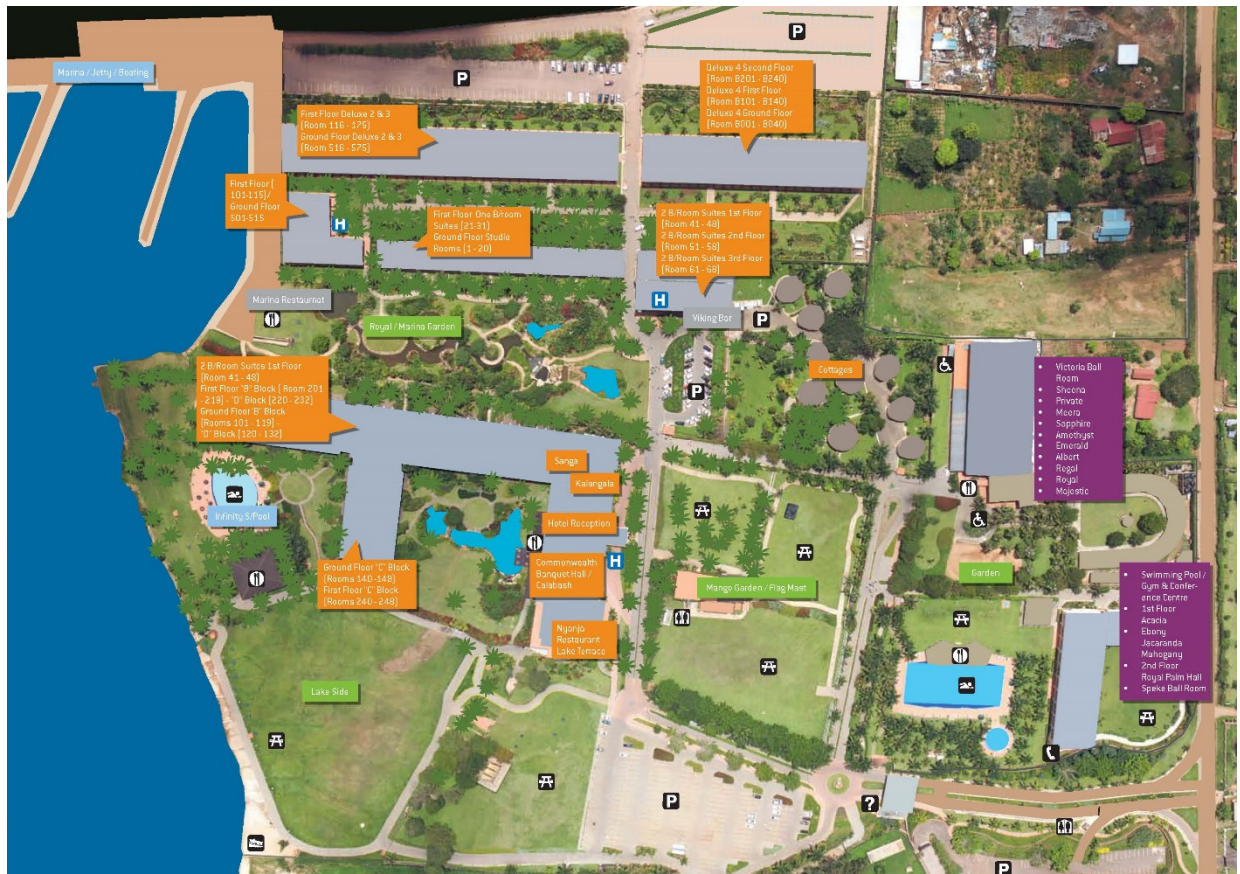 P
Marina / Jetty / Boating
P
Deluxe 4 Second Floor
(Room B201 - B240)
Deluxe 4 First Floor
(Room B101 - B140)
Deluxe 4 Ground Floor
(Room B001 - B040)
First Floor Deluxe 2 & 3
(Room 116 - 175)
Ground Floor Deluxe 2 & 3
(Room 516 - 575)
First Floor (
101-115)/
Ground Floor
501-515
H
First Floor One B/room
Suites (21-31)
Ground Floor Studio
Rooms (1 - 20)
2 B/Room Suites 1st Floor
(Room 41 - 48)
2 B/Room Suites 2nd Floor
(Room 51 - 58)
2 B/Room Suites 3rd Floor
(Room 61 - 68)
H
Marina Restaurnat
Royal / Marina Garden
Viking Bar
P
2 B/Room Suites 1st Floor
(Room 41 - 48)
First Floor "B" Block ( Room 201
- 219) - "D" Block (220 - 232)
Ground Floor "B" Block
(Rooms 101 - 119) -
"D" Block (120 - 132)
P
Cottages
• Victoria Ball
Room
• Sheena
• Private
• Meera
• Sapphire
• Amothyst
• Emerald
• Albert
• Regal
• Royal
• Majestic
Sanga
Kalangala
Infinity S/Pool
Hotel Reception
H
Ground Floor "C" Block
(Rooms 140 -148)
First Floor "C" Block
(Rooms 240 - 248)
Commonwealth
Banquet Hall /
Calabash
Mango Garden / Flag Mast
Garden
• Swimming Pool /
Gym & Confer-
ence Centre
• 1st Floor
Acacia
• Ebony
Jacaranda
Mahogany
• 2nd Floor
Royal Palm Hall
• Speke Ball Room
Nyanja
Restaurant
Lake Terrace
Lake Side
P
?
P